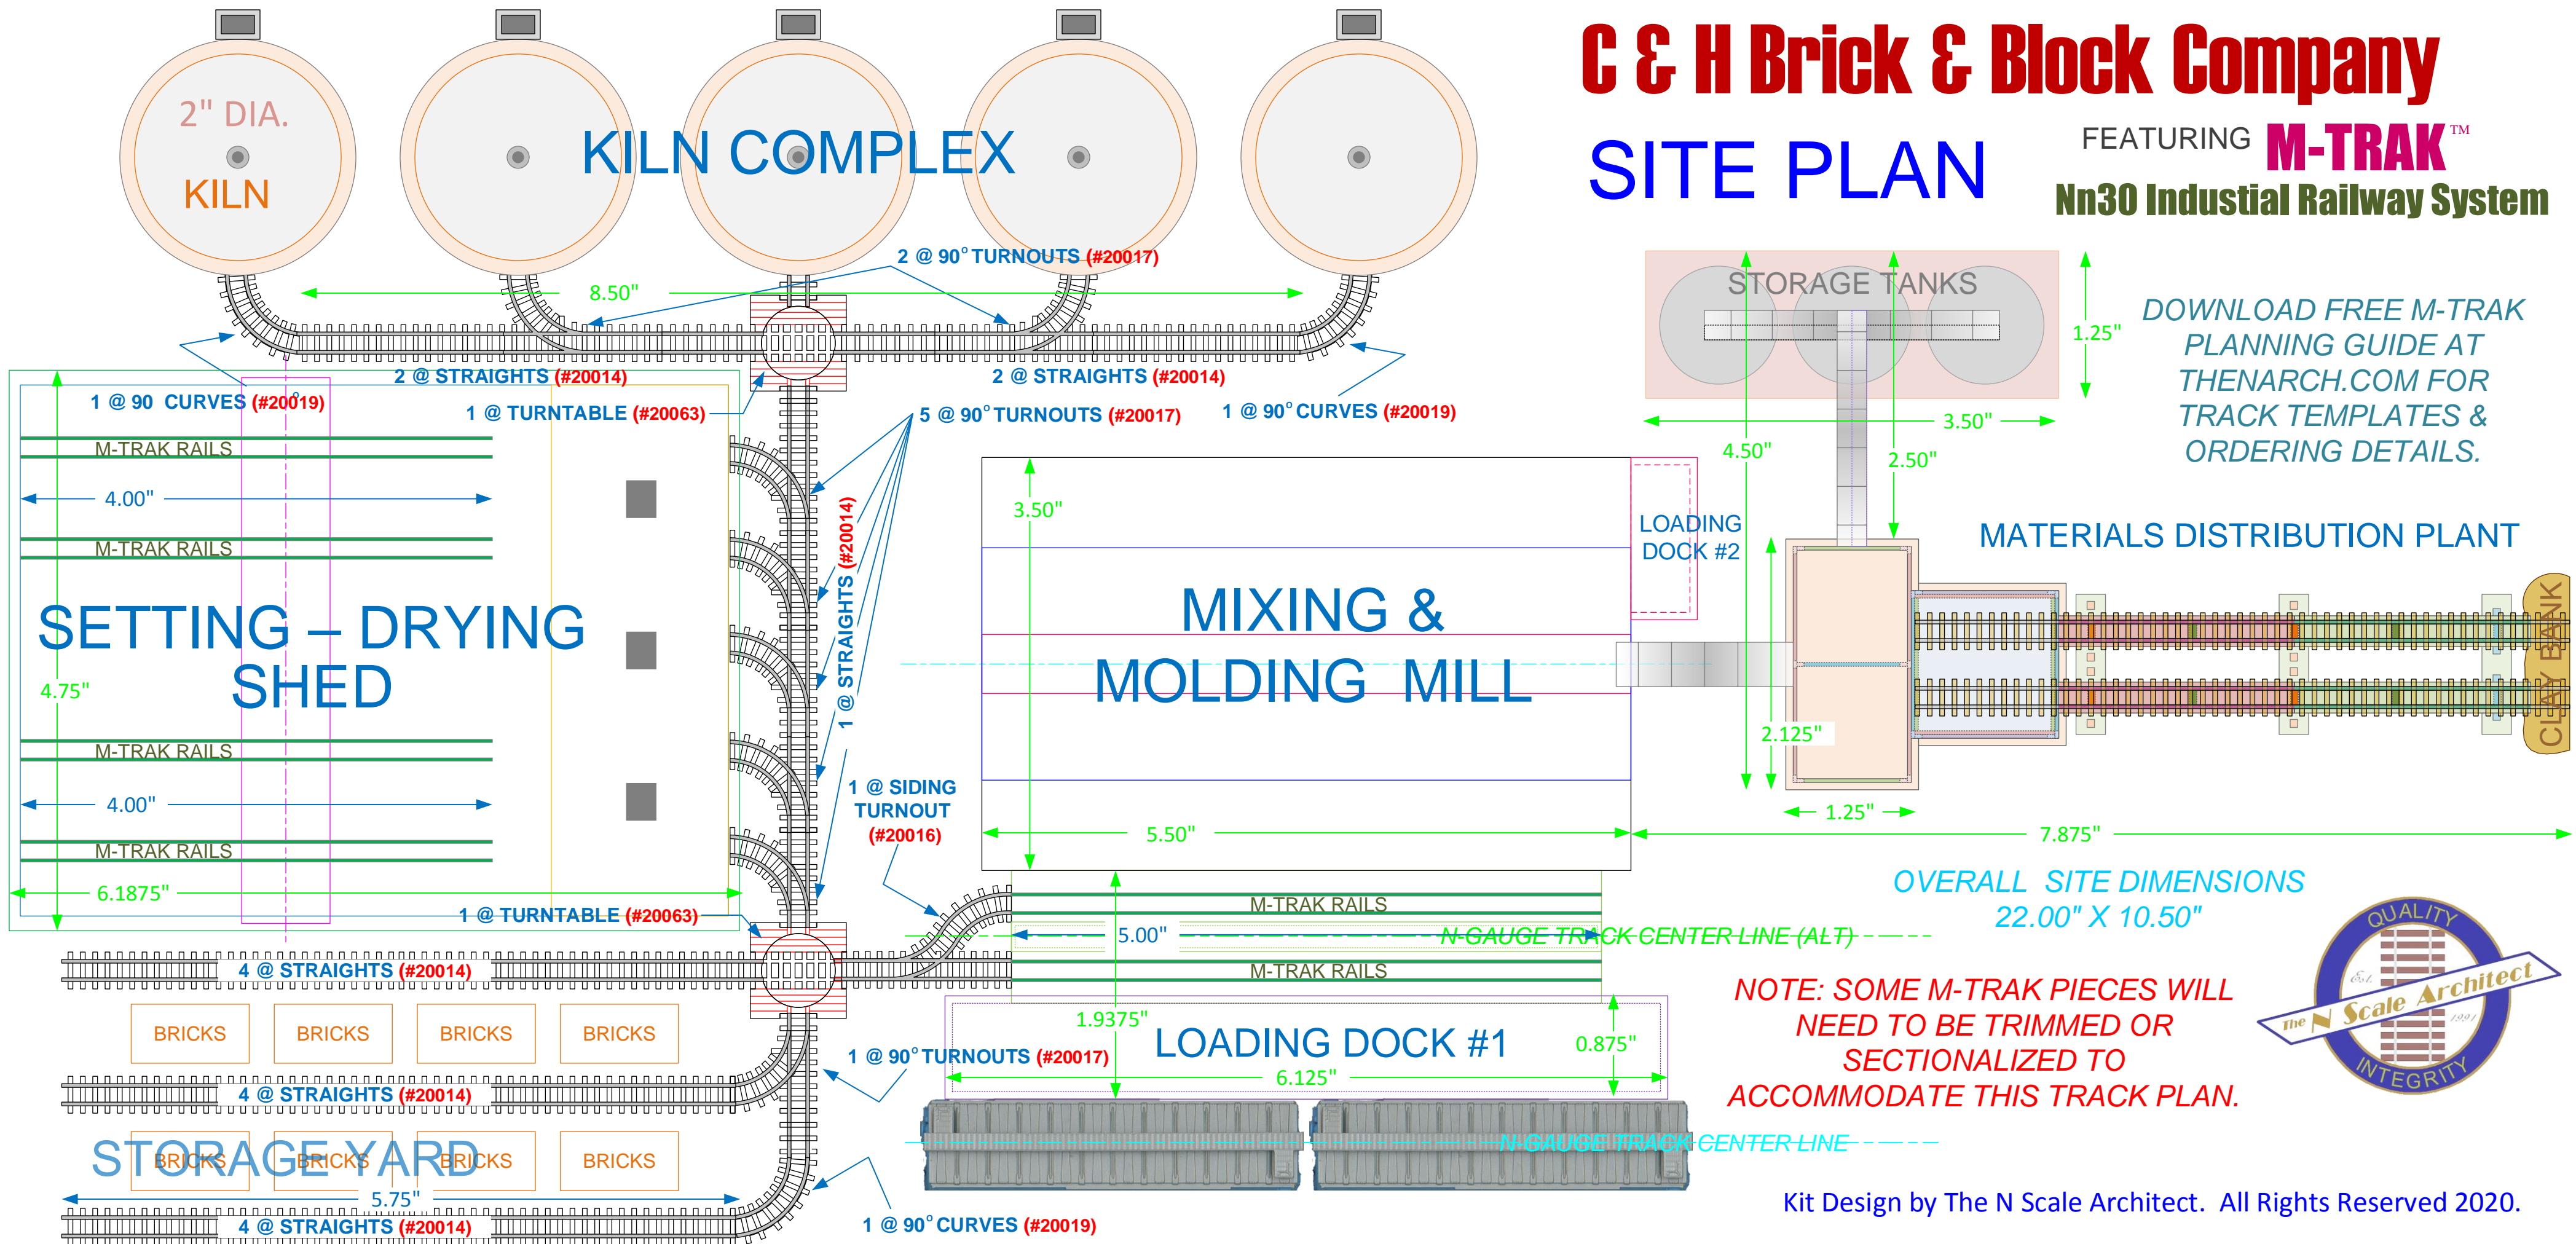 C & H Brick & Block Company
SITE PLAN
FEATURING M-TRAK™
Nn30 Industial Railway System
2" DIA.
KILN
KILN COMPLEX
2 @ 90° TURNOUTS (#20017)
8.50"
2 @ STRAIGHTS (#20014)
2 @ STRAIGHTS (#20014)
1 @ 90° CURVES (#20019)
1 @ TURNTABLE (#20063)
5 @ 90° TURNOUTS (#20017)
1 @ 90° CURVES (#20019)
STORAGE TANKS
1.25"
3.50"
4.50"
2.50"
DOWNLOAD FREE M-TRAK
PLANNING GUIDE AT
THENARCH.COM FOR
TRACK TEMPLATES &
ORDERING DETAILS.
M-TRAK RAILS
4.00"
M-TRAK RAILS
SETTING – DRYING
SHED
4.75"
M-TRAK RAILS
4.00"
M-TRAK RAILS
6.1875"
1 @ STRAIGHTS (#20014)
3.50"
MIXING &
MOLDING MILL
5.50"
LOADING
DOCK #2
MATERIALS DISTRIBUTION PLANT
CLAY BANK
2.125"
1.25"
7.875"
1 @ SIDING
TURNOUT
(#20016)
1 @ TURNTABLE (#20063)
M-TRAK RAILS
5.00"
N-GAUGE TRACK CENTER LINE (ALT)
M-TRAK RAILS
OVERALL SITE DIMENSIONS
22.00" X 10.50"
4 @ STRAIGHTS (#20014)
BRICKS
BRICKS
BRICKS
BRICKS
4 @ STRAIGHTS (#20014)
1 @ 90° TURNOUTS (#20017)
1.9375"
LOADING DOCK #1
0.875"
6.125"
NOTE: SOME M-TRAK PIECES WILL
NEED TO BE TRIMMED OR
SECTIONALIZED TO
ACCOMMODATE THIS TRACK PLAN.
QUALITY
Est.
The N Scale Architect
1991
INTEGRITY
STORAGE YARD
BRICKS
BRICKS
BRICKS
BRICKS
5.75"
4 @ STRAIGHTS (#20014)
1 @ 90° CURVES (#20019)
N-GAUGE TRACK CENTER LINE
Kit Design by The N Scale Architect. All Rights Reserved 2020.